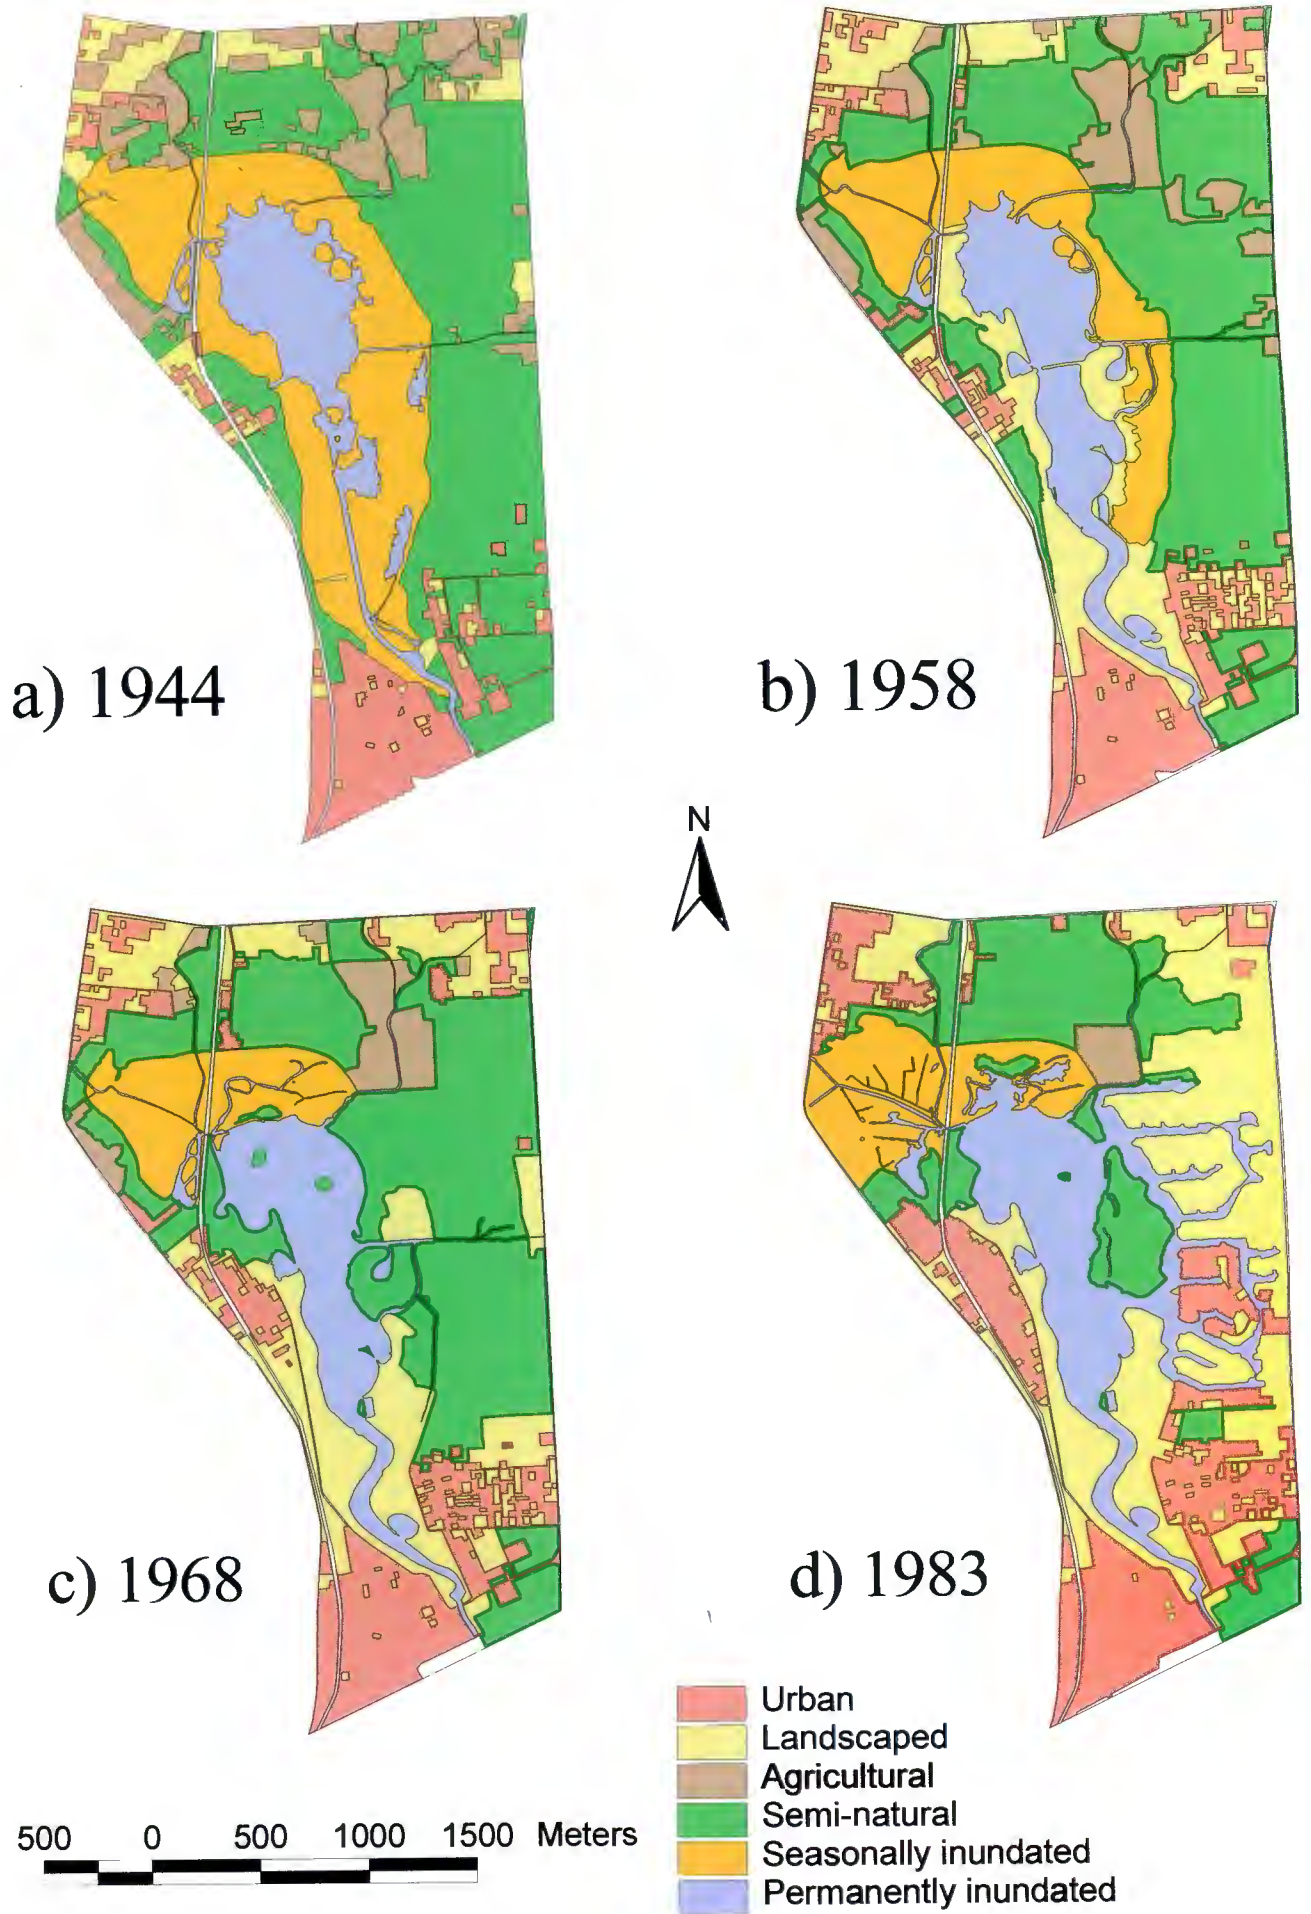 a) 1944
b) 1958
N
c) 1968
d) 1983
Urban
Landscaped
Agricultural
Semi-natural
Seasonally inundated
Permanently inundated
500 0 500 1000 1500 Meters